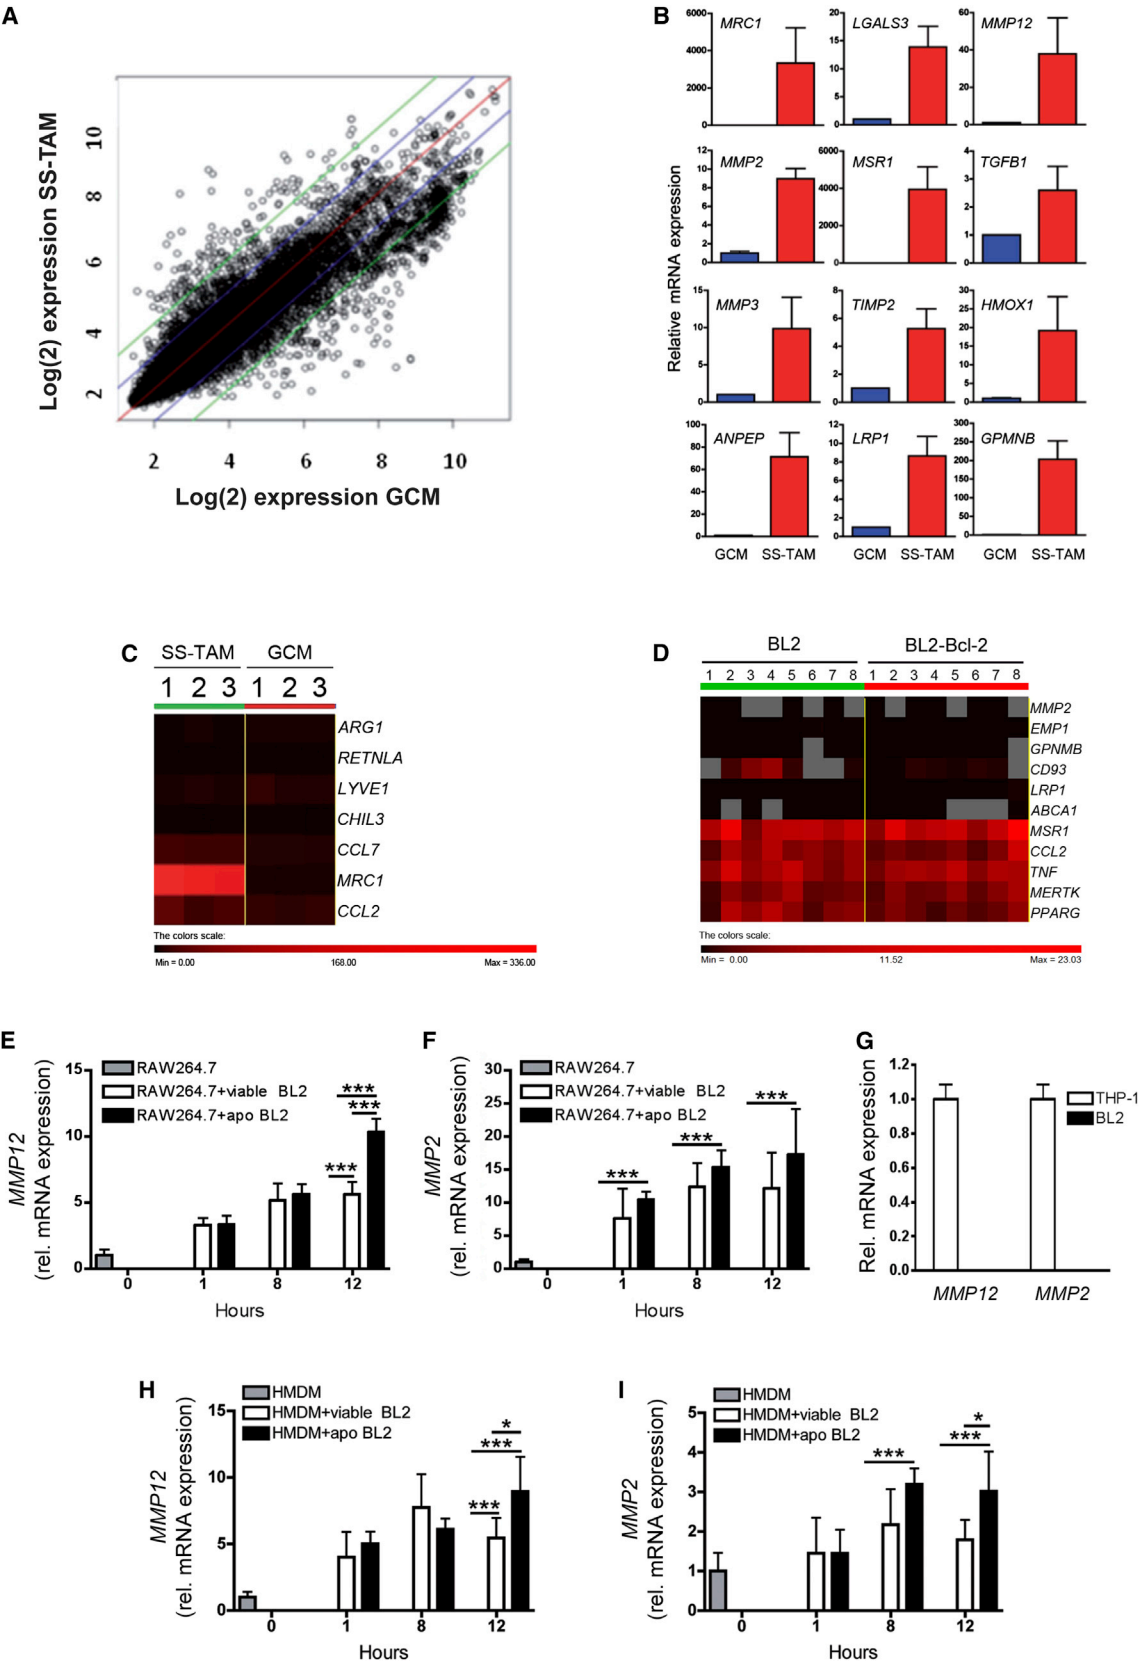 A
Log(2) expression SS-TAM
10
8
6
4
2
2 4 6 8 10
Log(2) expression GCM
B
Relative mRNA expression
MRC1
6000
4000
2000
0
LGALS3
20
15
10
5
0
MMP12
60
40
20
0
MMP2
12
10
8
6
4
2
0
MSR1
6000
4000
2000
0
TGFB1
4
3
2
1
0
MMP3
15
10
5
0
TIMP2
8
6
4
2
0
HMOX1
30
25
20
15
10
5
0
ANPEP
100
80
60
40
20
0
LRP1
12
10
8
6
4
2
0
GPMNB
300
250
200
150
100
50
0
GCM SS-TAM GCM SS-TAM GCM SS-TAM
C
SS-TAM GCM
1 2 3 1 2 3
ARG1
RETNLA
LYVE1
CHIL3
CCL7
MRC1
CCL2
The colors scale:
Min = 0.00 168.00 Max = 336.00
D
BL2 BL2-Bcl-2
1 2 3 4 5 6 7 8 1 2 3 4 5 6 7 8
MMP2
EMP1
GPNMB
CD93
LRP1
ABCA1
MSR1
CCL2
TNF
MERTK
PPARG
The colors scale:
Min = 0.00 11.52 Max = 23.03
E
MMP12
(rel. mRNA expression)
RAW264.7
RAW264.7+viable BL2
RAW264.7+apo BL2
15
10
5
0
***
***
***
0 1 8 12
Hours
F
MMP2
(rel. mRNA expression)
RAW264.7
RAW264.7+viable BL2
RAW264.7+apo BL2
30
25
20
15
10
5
0
***
***
***
0 1 8 12
Hours
G
Rel. mRNA expression
1.2
1.0
0.8
0.6
0.4
0.2
0.0
THP-1
BL2
MMP12 MMP2
H
MMP12
(rel. mRNA expression)
HMDM
HMDM+viable BL2
HMDM+apo BL2
15
10
5
0
*
***
***
0 1 8 12
Hours
I
MMP2
(rel. mRNA expression)
HMDM
HMDM+viable BL2
HMDM+apo BL2
5
4
3
2
1
0
***
*
***
0 1 8 12
Hours